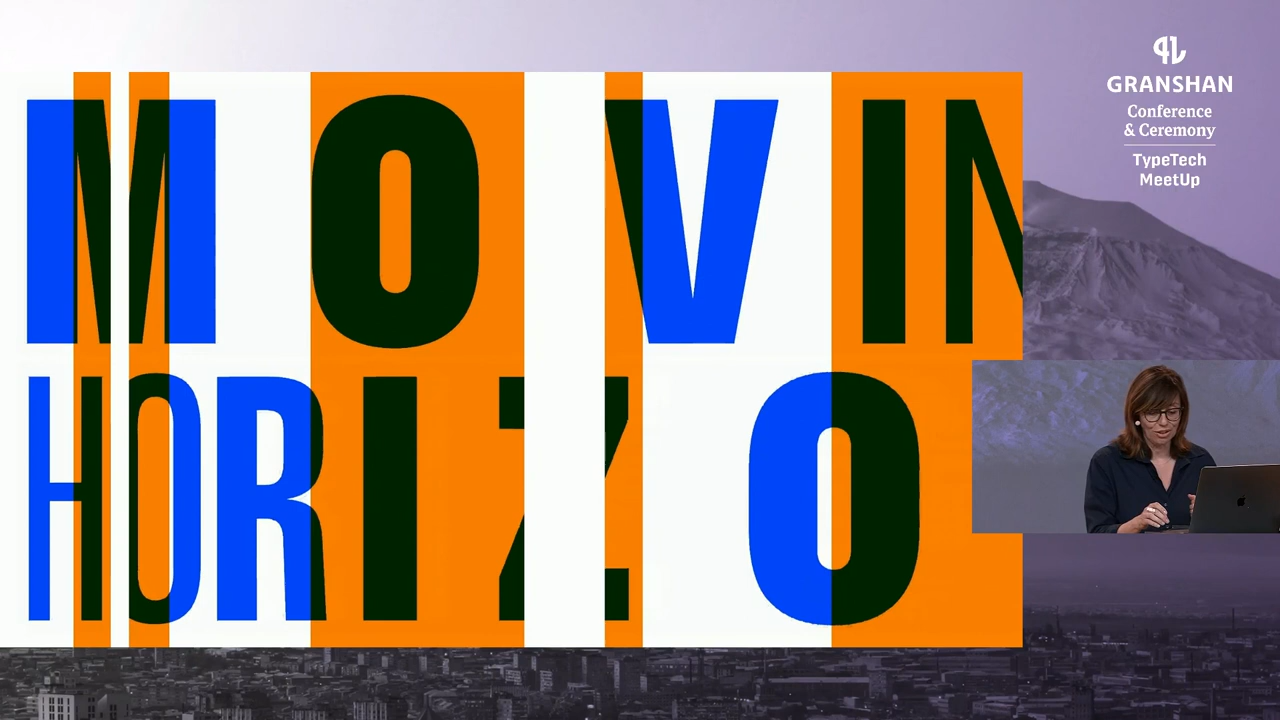 MOVIN
HORIZO
GRANSHAN
Conference
& Ceremony
TypeTech
MeetUp